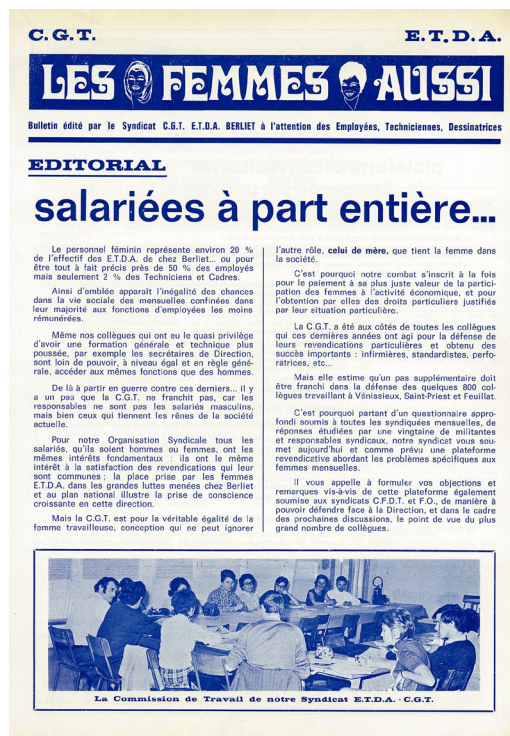 C.G.T. E.T.D.A.
LES FEMMES AUSSI
Bulletin édité par le Syndicat C.G.T. E.T.D.A. BERLIET à l'attention des Employées, Techniciennes, Dessinatrices
EDITORIAL
salariées à part entière...
Le personnel féminin représente environ 20 %
de l'effectif des E.T.D.A. de chez Berliet... ou pour
être tout à fait précis près de 50 % des employés
mais seulement 2 % des Techniciens et Cadres.
Ainsi d'emblée apparaît l'inégalité des chances
dans la vie sociale des mensuelles confinées dans
leur majorité aux fonctions d'employées les moins
rémunérées.
Même nos collègues qui ont eu le quasi privilège
d'avoir une formation générale et technique plus
poussée, par exemple les secrétaires de Direction,
sont loin de pouvoir, à niveau égal et en règle géné-
rale, accéder aux mêmes fonctions que des hommes.
De là à partir en guerre contre ces derniers... il y
a un pas que la C.G.T. ne franchit pas, car les
responsables ne sont pas les salariés masculins,
mais bien ceux qui tiennent les rênes de la société
actuelle.
Pour notre Organisation Syndicale tous les
salariés, qu'ils soient hommes ou femmes, ont les
mêmes intérêts fondamentaux : ils ont le même
intérêt à la satisfaction des revendications qui leur
sont communes ; la place prise par les femmes
E.T.D.A. dans les grandes luttes menées chez Berliet
et au plan national illustre la prise de conscience
croissante en cette direction.
Mais la C.G.T. est pour la véritable égalité de la
femme travailleuse, conception qui ne peut ignorer
l'autre rôle, celui de mère, que tient la femme dans
la société.
C'est pourquoi notre combat s'inscrit à la fois
pour le paiement à sa plus juste valeur de la partici-
pation des femmes à l'activité économique, et pour
l'obtention par elles des droits particuliers justifiés
par leur situation particulière.
La C.G.T. a été aux côtés de toutes les collègues
qui ces dernières années ont agi pour la défense de
leurs revendications particulières et obtenu des
succès importants : infirmières, standardistes, perfo-
ratrices, etc...
Mais elle estime qu'un pas supplémentaire doit
être franchi dans la défense des quelques 800 col-
lègues travaillant à Vénissieux, Saint-Priest et Feuillat.
C'est pourquoi partant d'un questionnaire appro-
fondi soumis à toutes les syndiquées mensuelles, de
réponses étudiées par une vingtaine de militantes
et responsables syndicaux, notre syndicat vous sou-
met aujourd'hui et comme prévu une plateforme
revendicative abordant les problèmes spécifiques aux
femmes mensuelles.
Il vous appelle à formuler vos objections et
remarques vis-à-vis de cette plateforme également
soumise aux syndicats C.F.D.T. et F.O., de manière à
pouvoir défendre face à la Direction, et dans le cadre
des prochaines discussions, le point de vue du plus
grand nombre de collègues.
La Commission de Travail de notre Syndicat E.T.D.A. - C.G.T.